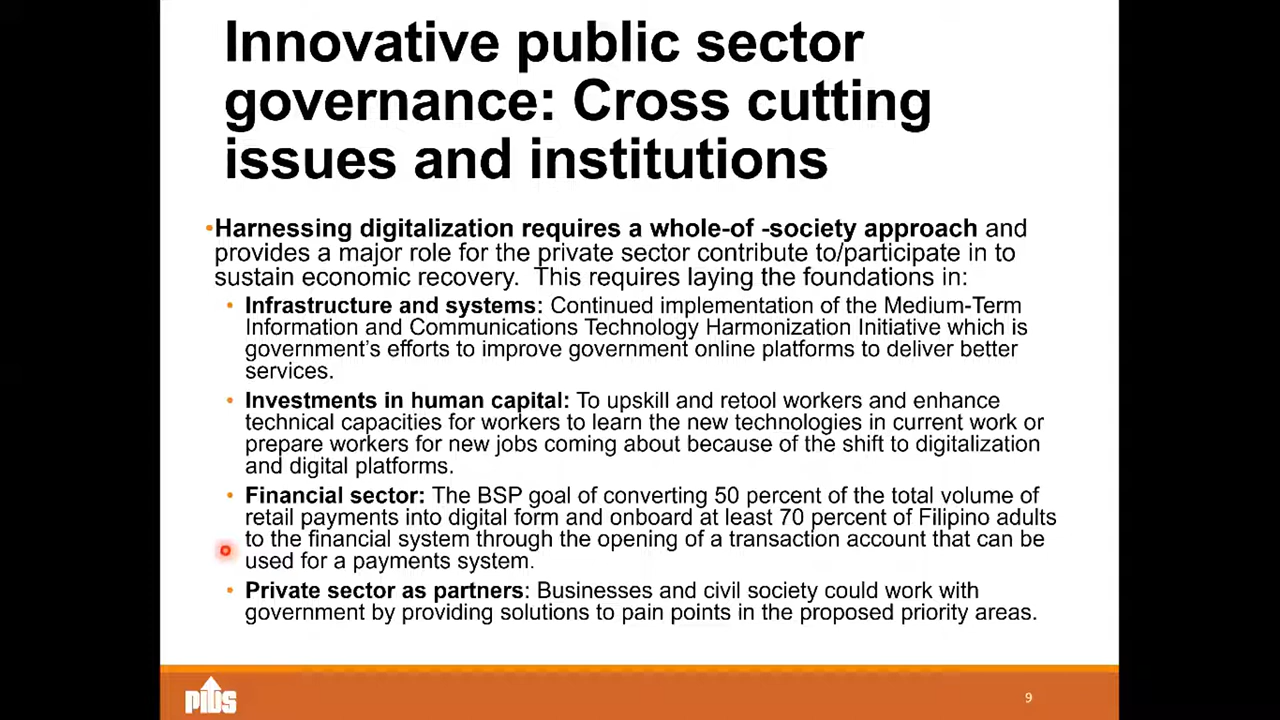 Innovative public sector
governance: Cross cutting
issues and institutions
•Harnessing digitalization requires a whole-of -society approach and
provides a major role for the private sector contribute to/participate in to
sustain economic recovery. This requires laying the foundations in:
• Infrastructure and systems: Continued implementation of the Medium-Term
Information and Communications Technology Harmonization Initiative which is
government's efforts to improve government online platforms to deliver better
services.
• Investments in human capital: To upskill and retool workers and enhance
technical capacities for workers to learn the new technologies in current work or
prepare workers for new jobs coming about because of the shift to digitalization
and digital platforms.
• Financial sector: The BSP goal of converting 50 percent of the total volume of
retail payments into digital form and onboard at least 70 percent of Filipino adults
to the financial system through the opening of a transaction account that can be
used for a payments system.
• Private sector as partners: Businesses and civil society could work with
government by providing solutions to pain points in the proposed priority areas.
PIDS
9